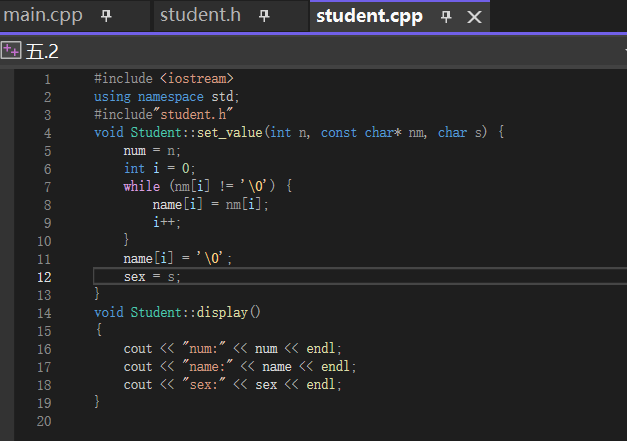 main.cpp student.h student.cpp
五.2
1 #include <iostream>
2 using namespace std;
3 #include"student.h"
4 void Student::set_value(int n, const char* nm, char s) {
5 num = n;
6 int i = 0;
7 while (nm[i] != '\0') {
8 name[i] = nm[i];
9 i++;
10 }
11 name[i] = '\0';
12 sex = s;
13 }
14 void Student::display()
15 {
16 cout << "num:" << num << endl;
17 cout << "name:" << name << endl;
18 cout << "sex:" << sex << endl;
19 }
20